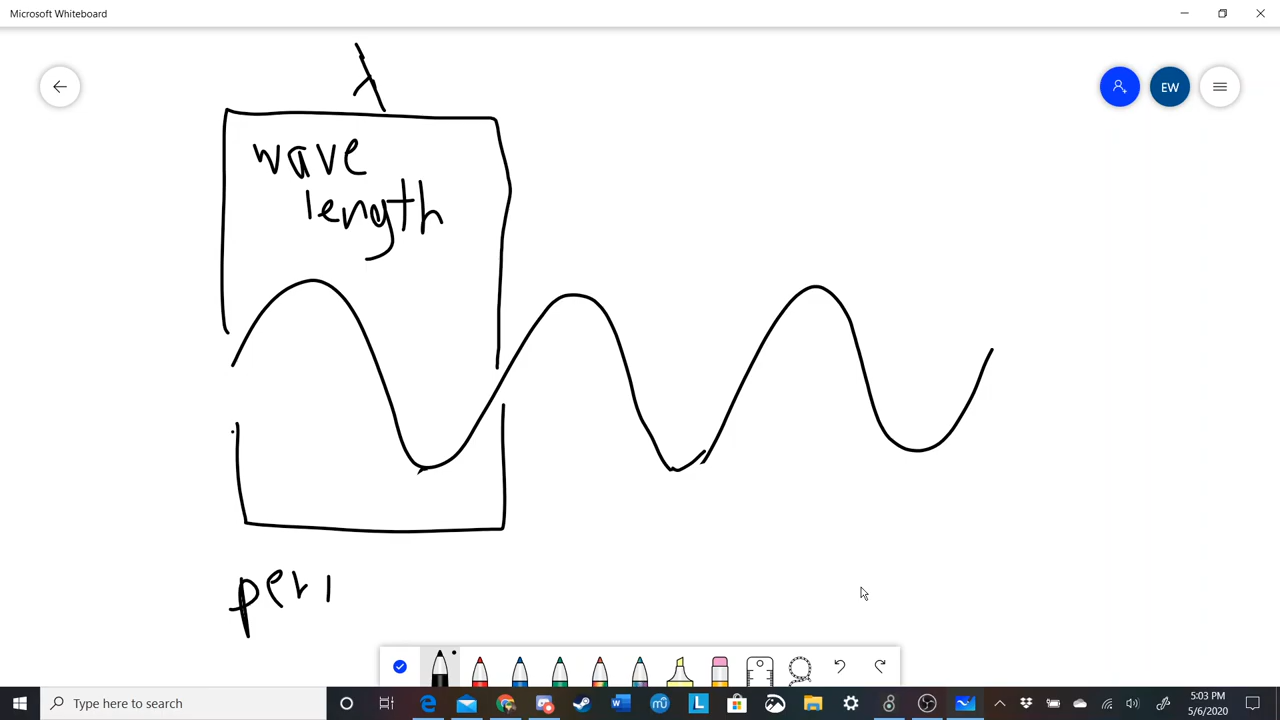 Microsoft Whiteboard
λ
EW
wave
length
peri
Type here to search
5:03 PM
5/6/2020